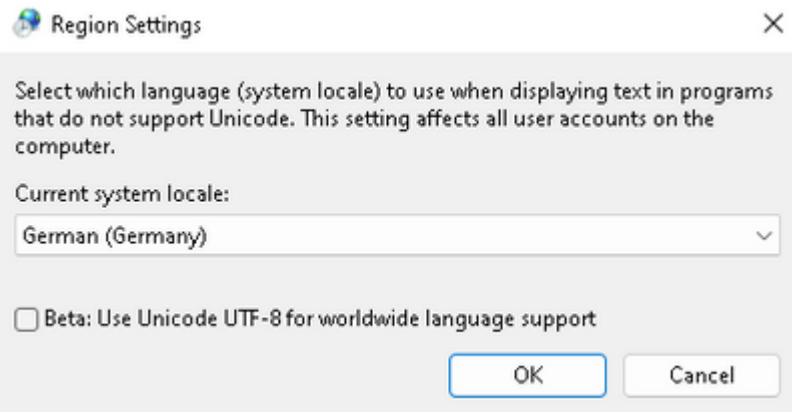 Region Settings
Select which language (system locale) to use when displaying text in programs
that do not support Unicode. This setting affects all user accounts on the
computer.
Current system locale:
German (Germany)
Beta: Use Unicode UTF-8 for worldwide language support
OK
Cancel